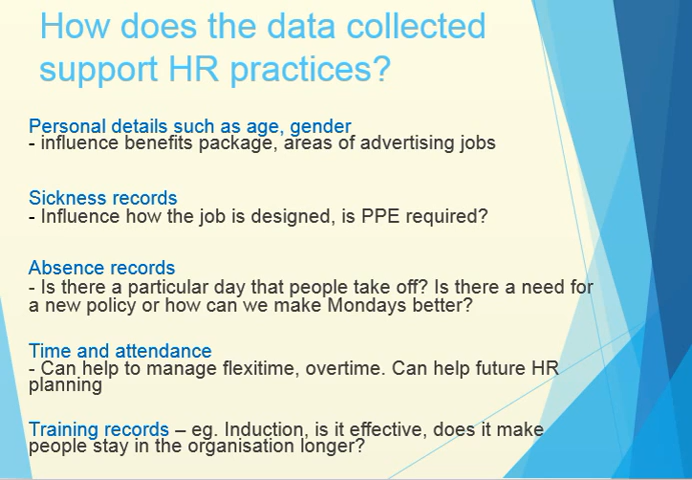 How does the data collected
support HR practices?
Personal details such as age, gender
- influence benefits package, areas of advertising jobs
Sickness records
- Influence how the job is designed, is PPE required?
Absence records
- Is there a particular day that people take off? Is there a need for
a new policy or how can we make Mondays better?
Time and attendance
- Can help to manage flexitime, overtime. Can help future HR
planning
Training records – eg. Induction, is it effective, does it make
people stay in the organisation longer?